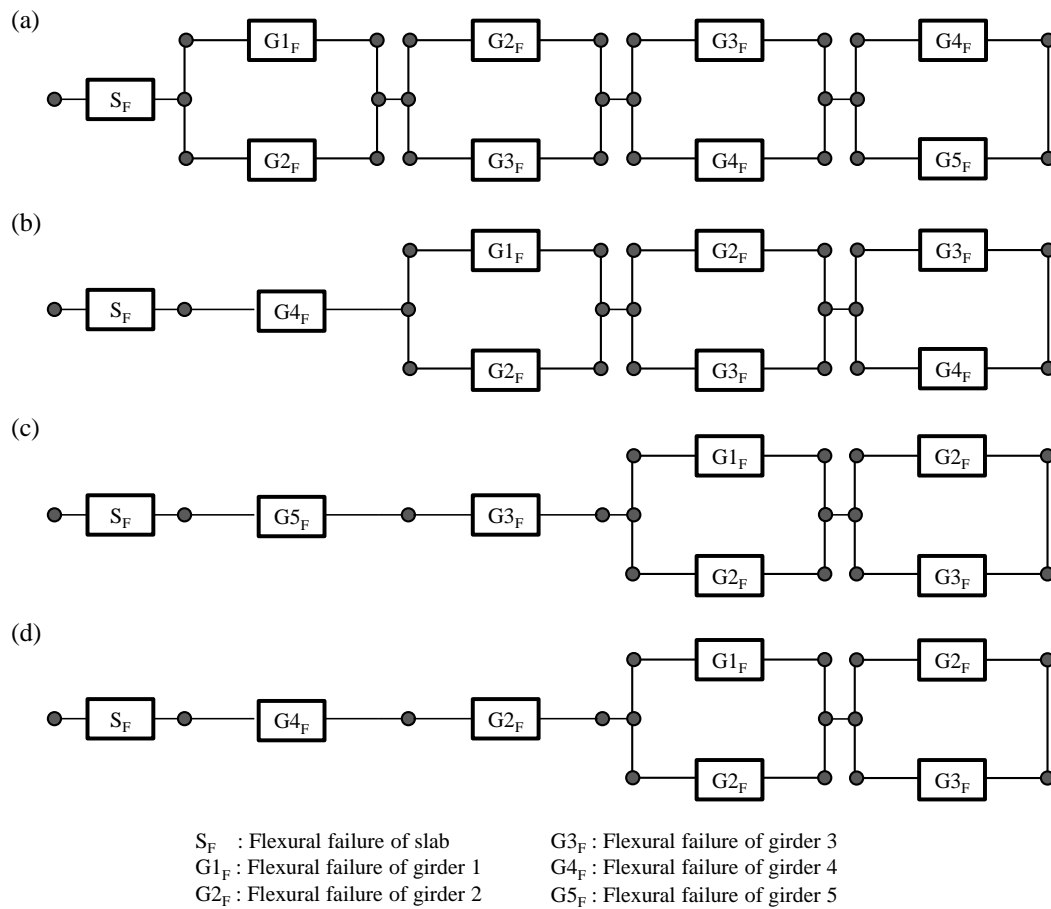 (a)
G1F G2F G3F G4F
SF
G2F G3F G4F G5F
(b)
G1F G2F G3F
SF G4F
G2F G3F G4F
(c)
G1F G2F
SF G5F G3F
G2F G3F
(d)
G1F G2F
SF G4F G2F
G2F G3F
SF : Flexural failure of slab
G1F : Flexural failure of girder 1
G2F : Flexural failure of girder 2
G3F : Flexural failure of girder 3
G4F : Flexural failure of girder 4
G5F : Flexural failure of girder 5